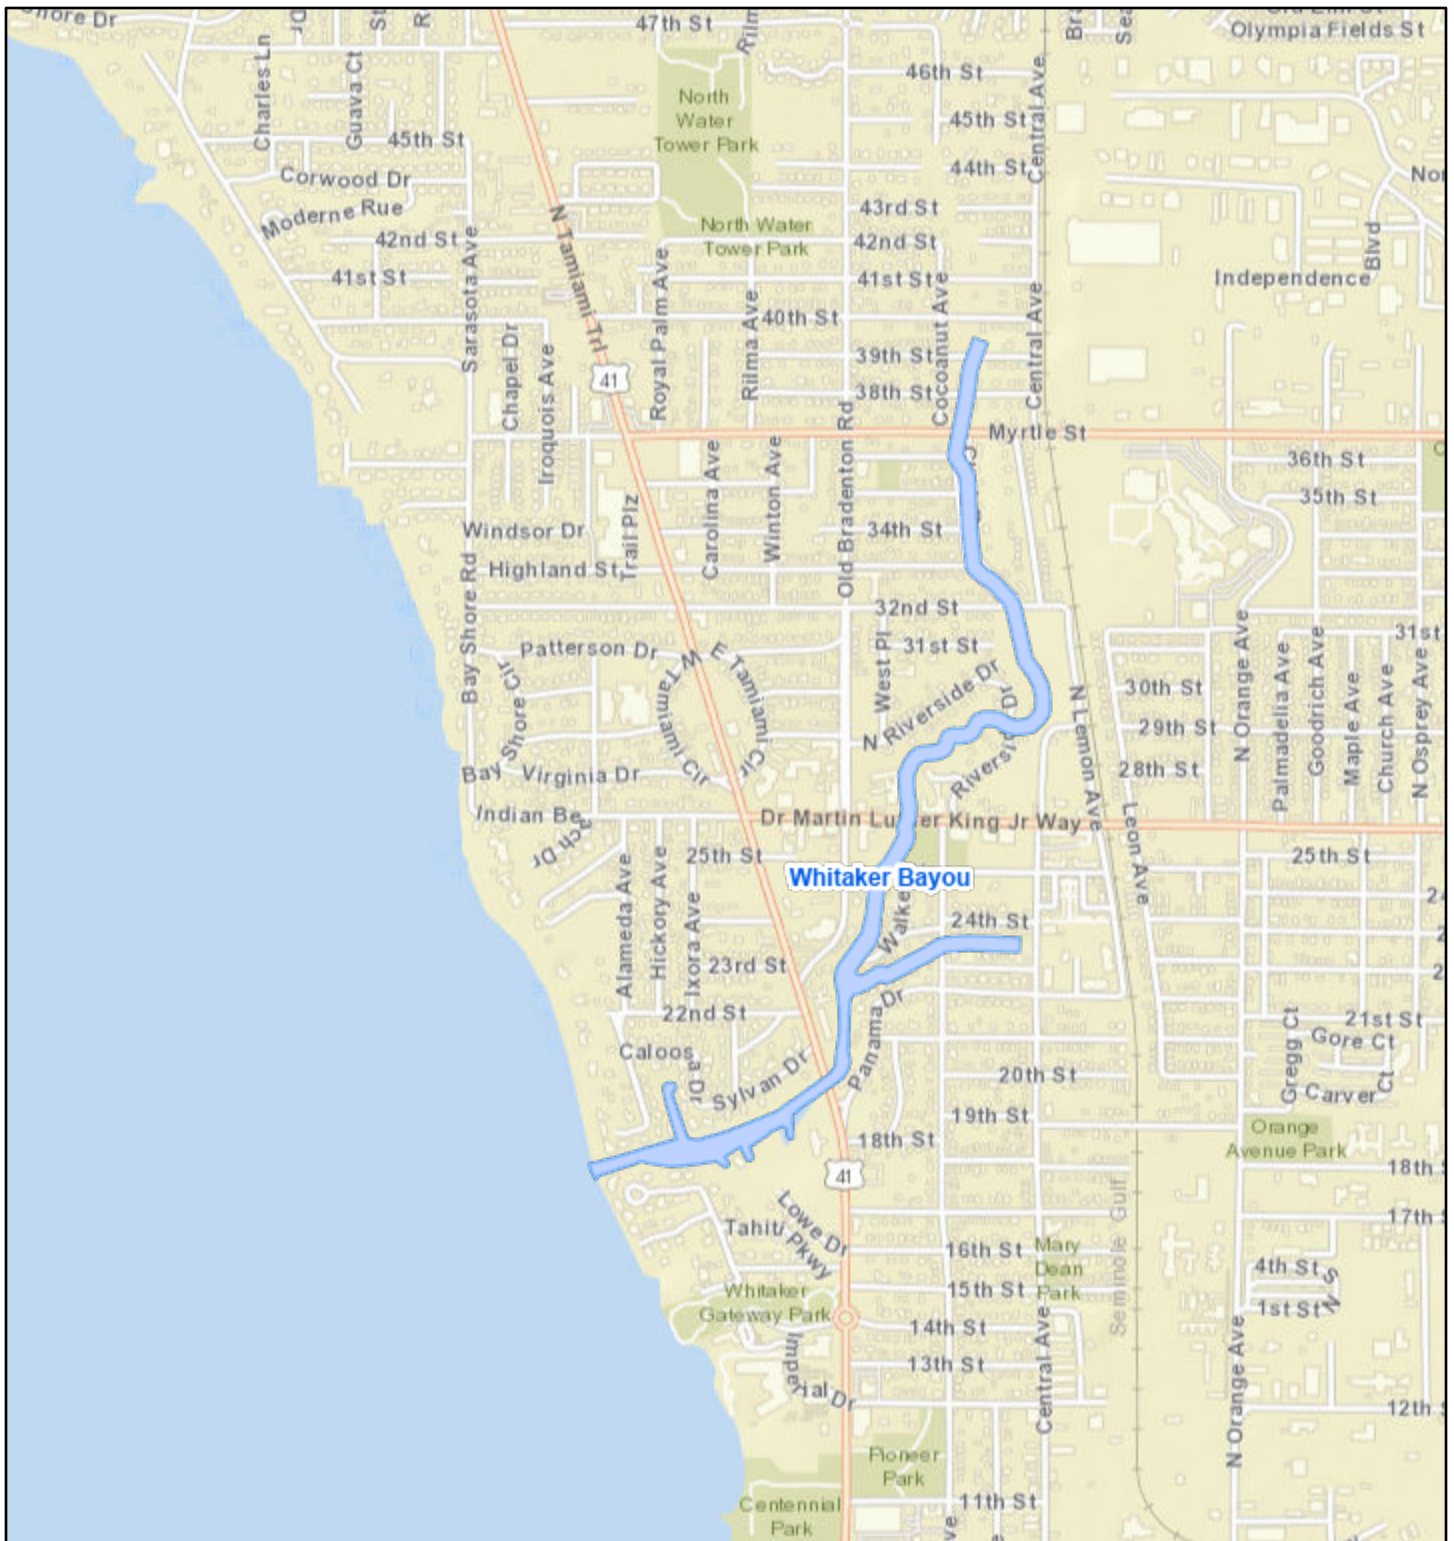 47th St
Charles Ln
Guava Ct
Olympia Fields St
46th St
North
Water
Tower Park
Central Ave
45th St
45th St
44th St
Corwood Dr
Moderne Rue
43rd St
North Water
Tower Park
42nd St
42nd St
N Tamiami Trl
Sarasota Ave
41st St
41st St
Independence
Blvd
Royal Palm Ave
Rilma Ave
40th St
Cocoanut Ave
Central Ave
Chapel Dr
Iroquois Ave
39th St
41
38th St
Myrtle St
Old Bradenton Rd
Carolina Ave
Winton Ave
36th St
35th St
Trail Plz
Windsor Dr
34th St
Highland St
Bay Shore Rd
32nd St
West Pl
31st St
31st
Patterson Dr
W Tamiami Cir
E Tamiami Cir
Bay Shore Cir
N Riverside Dr
Riverside Dr
N Lemon Ave
30th St
29th St
28th St
N Orange Ave
Palmadelia Ave
Goodrich Ave
Maple Ave
Church Ave
N Osprey Ave
Virginia Dr
Indian Beach Dr
Dr Martin Luther King Jr Way
Leon Ave
25th St
25th St
Whitaker Bayou
Alameda Ave
Hickory Ave
Ixora Ave
24th St
23rd St
22nd St
Panama Dr
21st St
Gregg Ct
Gore Ct
Carver Ct
Caloosa Dr
Sylvan Dr
20th St
19th St
18th St
Orange
Avenue Park
18th
41
17th
Lowe Dr
Tahiti Pkwy
16th St
Mary
Dean
Park
Seminole Gulf
4th St S
15th St
1st St N
Whitaker
Gateway Park
14th St
13th St
Imperial Dr
Central Ave
N Orange Ave
12th
Pioneer
Park
11th St
Centennial
Park